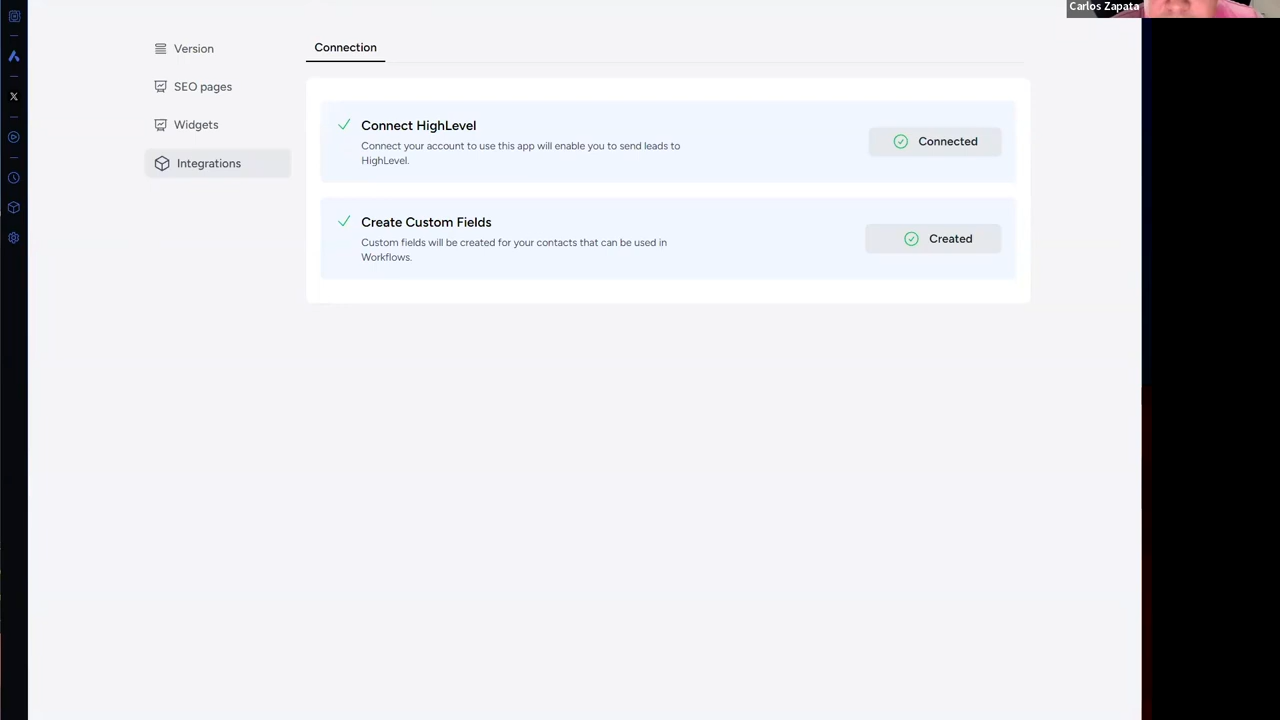 Carlos Zapata
Version
SEO pages
Widgets
Integrations
Connection
Connect HighLevel
Connect your account to use this app will enable you to send leads to
HighLevel.
Connected
Create Custom Fields
Custom fields will be created for your contacts that can be used in
Workflows.
Created